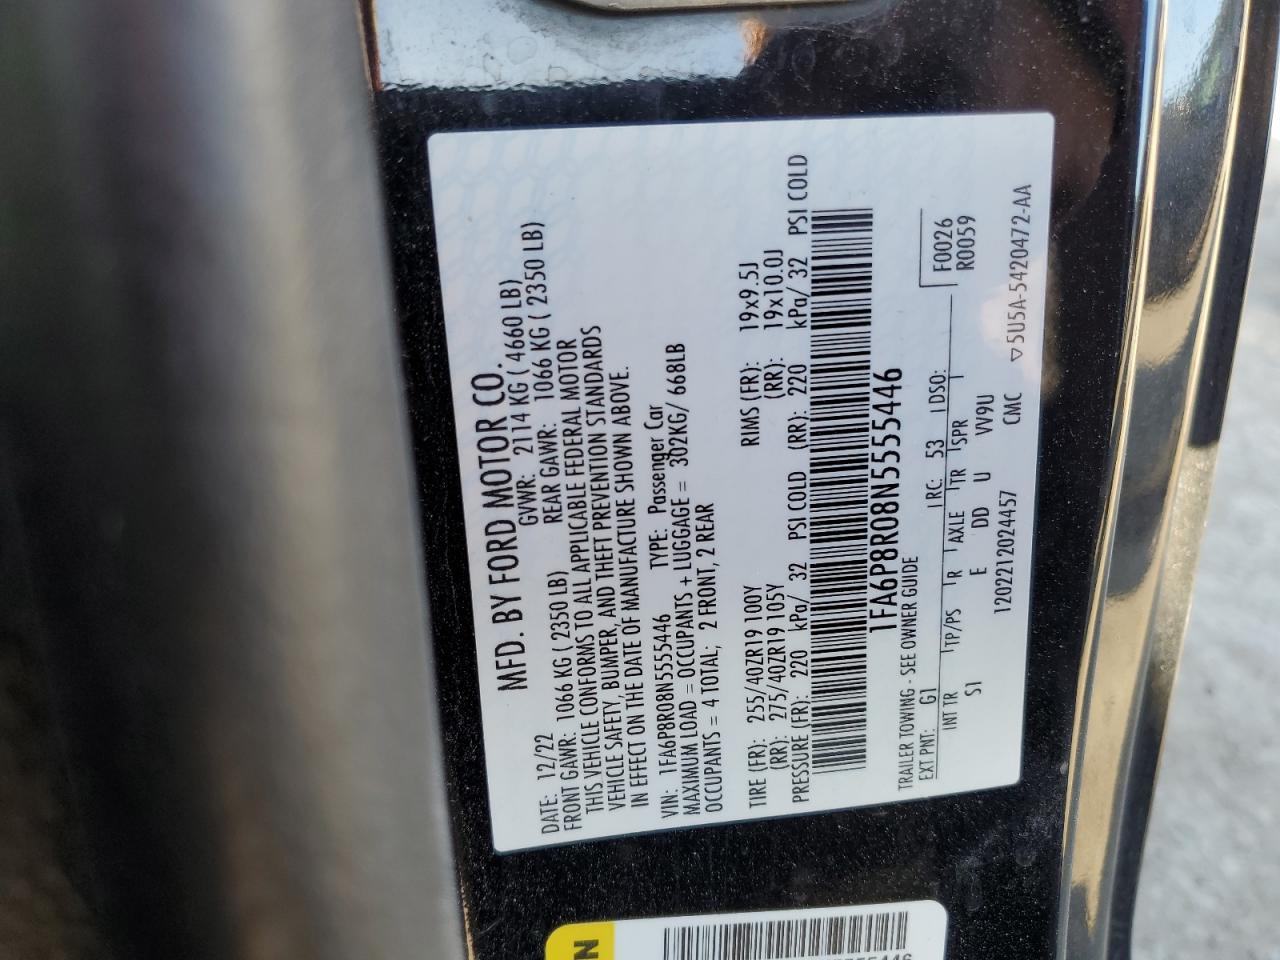 MFD. BY FORD MOTOR CO.
DATE: 12/22 GVWR: 2114 KG ( 4660 LB)
FRONT GAWR: 1066 KG ( 2350 LB) REAR GAWR: 1066 KG ( 2350 LB)
THIS VEHICLE CONFORMS TO ALL APPLICABLE FEDERAL MOTOR
VEHICLE SAFETY, BUMPER, AND THEFT PREVENTION STANDARDS
IN EFFECT ON THE DATE OF MANUFACTURE SHOWN ABOVE.
VIN: 1FA6P8R08N5555446 TYPE: Passenger Car
MAXIMUM LOAD = OCCUPANTS + LUGGAGE = 302KG/ 668LB
OCCUPANTS = 4 TOTAL; 2 FRONT, 2 REAR
TIRE (FR): 255/40ZR19 100Y RIMS (FR): 19x9.5J
(RR): 275/40ZR19 105Y (RR): 19x10.0J
PRESSURE (FR): 220 kPa/ 32 PSI COLD (RR): 220 kPa/ 32 PSI COLD
1FA6P8R08N5555446
TRAILER TOWING - SEE OWNER GUIDE
EXT PNT: G1 RC: 53 DSO: F0026
R0059
INT TR TP/PS R AXLE TR SPR
S1 E DD U VV9U
1202212024457 CMC ▽5U5A-5420472-AA
N